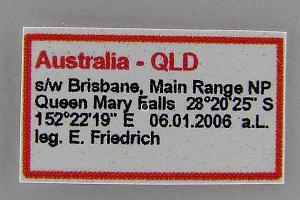 Australia - QLD
s/w Brisbane, Main Range NP
Queen Mary Falls 28°20'25" S
152°22'19" E 06.01.2006 a.L.
leg. E. Friedrich